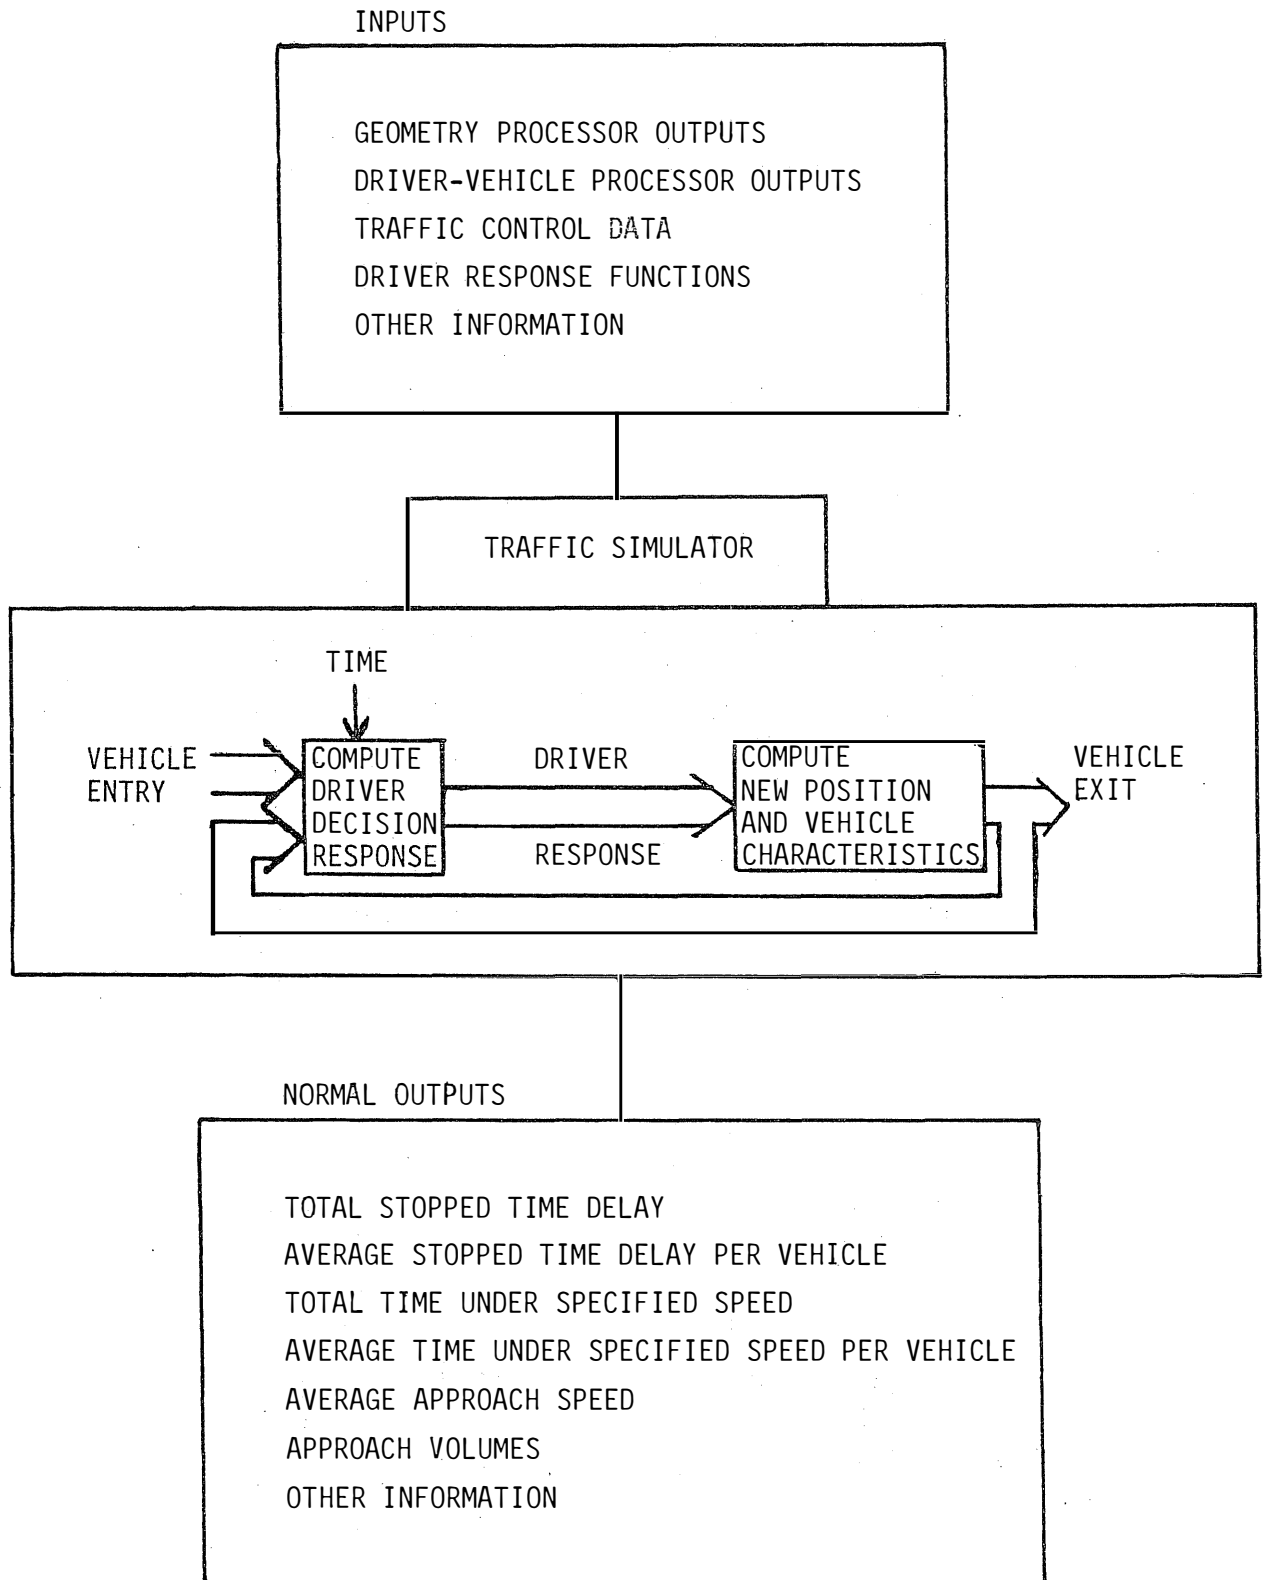 INPUTS
GEOMETRY PROCESSOR OUTPUTS
DRIVER-VEHICLE PROCESSOR OUTPUTS
TRAFFIC CONTROL DATA
DRIVER RESPONSE FUNCTIONS
OTHER INFORMATION
TRAFFIC SIMULATOR
TIME
VEHICLE
ENTRY
COMPUTE
DRIVER
DECISION
RESPONSE
DRIVER
RESPONSE
COMPUTE
NEW POSITION
AND VEHICLE
CHARACTERISTICS
VEHICLE
EXIT
NORMAL OUTPUTS
TOTAL STOPPED TIME DELAY
AVERAGE STOPPED TIME DELAY PER VEHICLE
TOTAL TIME UNDER SPECIFIED SPEED
AVERAGE TIME UNDER SPECIFIED SPEED PER VEHICLE
AVERAGE APPROACH SPEED
APPROACH VOLUMES
OTHER INFORMATION